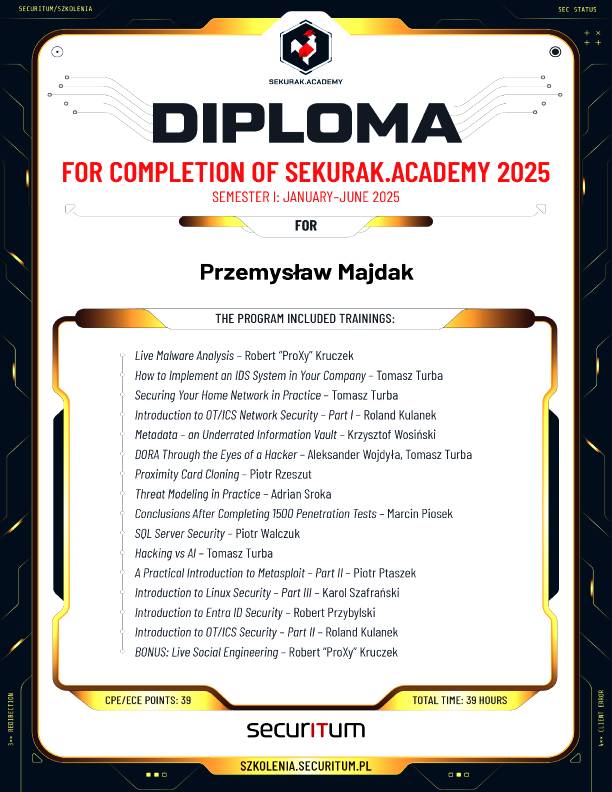 SECURITUM/SZKOLENIA
SEC STATUS
SEKURAK.ACADEMY
DIPLOMA
FOR COMPLETION OF SEKURAK.ACADEMY 2025
SEMESTER I: JANUARY–JUNE 2025
FOR
Przemysław Majdak
THE PROGRAM INCLUDED TRAININGS:
Live Malware Analysis – Robert "ProXy" Kruczek
How to Implement an IDS System in Your Company – Tomasz Turba
Securing Your Home Network in Practice – Tomasz Turba
Introduction to OT/ICS Network Security – Part I – Roland Kulanek
Metadata – an Underrated Information Vault – Krzysztof Wosiński
DORA Through the Eyes of a Hacker – Aleksander Wojdyła, Tomasz Turba
Proximity Card Cloning – Piotr Rzeszut
Threat Modeling in Practice – Adrian Sroka
Conclusions After Completing 1500 Penetration Tests – Marcin Piosek
SQL Server Security – Piotr Walczuk
Hacking vs AI – Tomasz Turba
A Practical Introduction to Metasploit – Part II – Piotr Ptaszek
Introduction to Linux Security – Part III – Karol Szafrański
Introduction to Entra ID Security – Robert Przybylski
Introduction to OT/ICS Security – Part II – Roland Kulanek
BONUS: Live Social Engineering – Robert "ProXy" Kruczek
CPE/ECE POINTS: 39
TOTAL TIME: 39 HOURS
securITum
SZKOLENIA.SECURITUM.PL
3** REDIRECTION
4** CLIENT ERROR